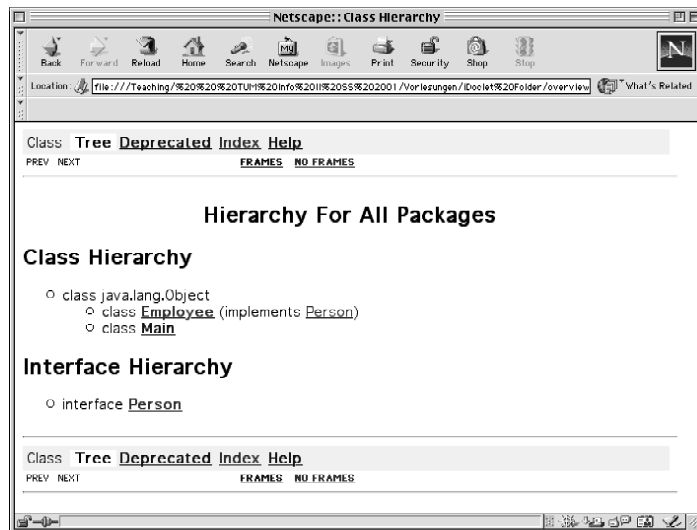 Netscape: : Class Hierarchy
Back Forward Reload Home Search Netscape Images Print Security Shop Stop
My
N
Location: file:///Teaching/%20%20%20TUM%20Info%20II%20SS%202001/Vorlesungen/iDoclet%20Folder/overview What's Related
Class Tree Deprecated Index Help
PREV NEXT FRAMES NO FRAMES
Hierarchy For All Packages
Class Hierarchy
class java.lang.Object
class Employee (implements Person)
class Main
Interface Hierarchy
interface Person
Class Tree Deprecated Index Help
PREV NEXT FRAMES NO FRAMES